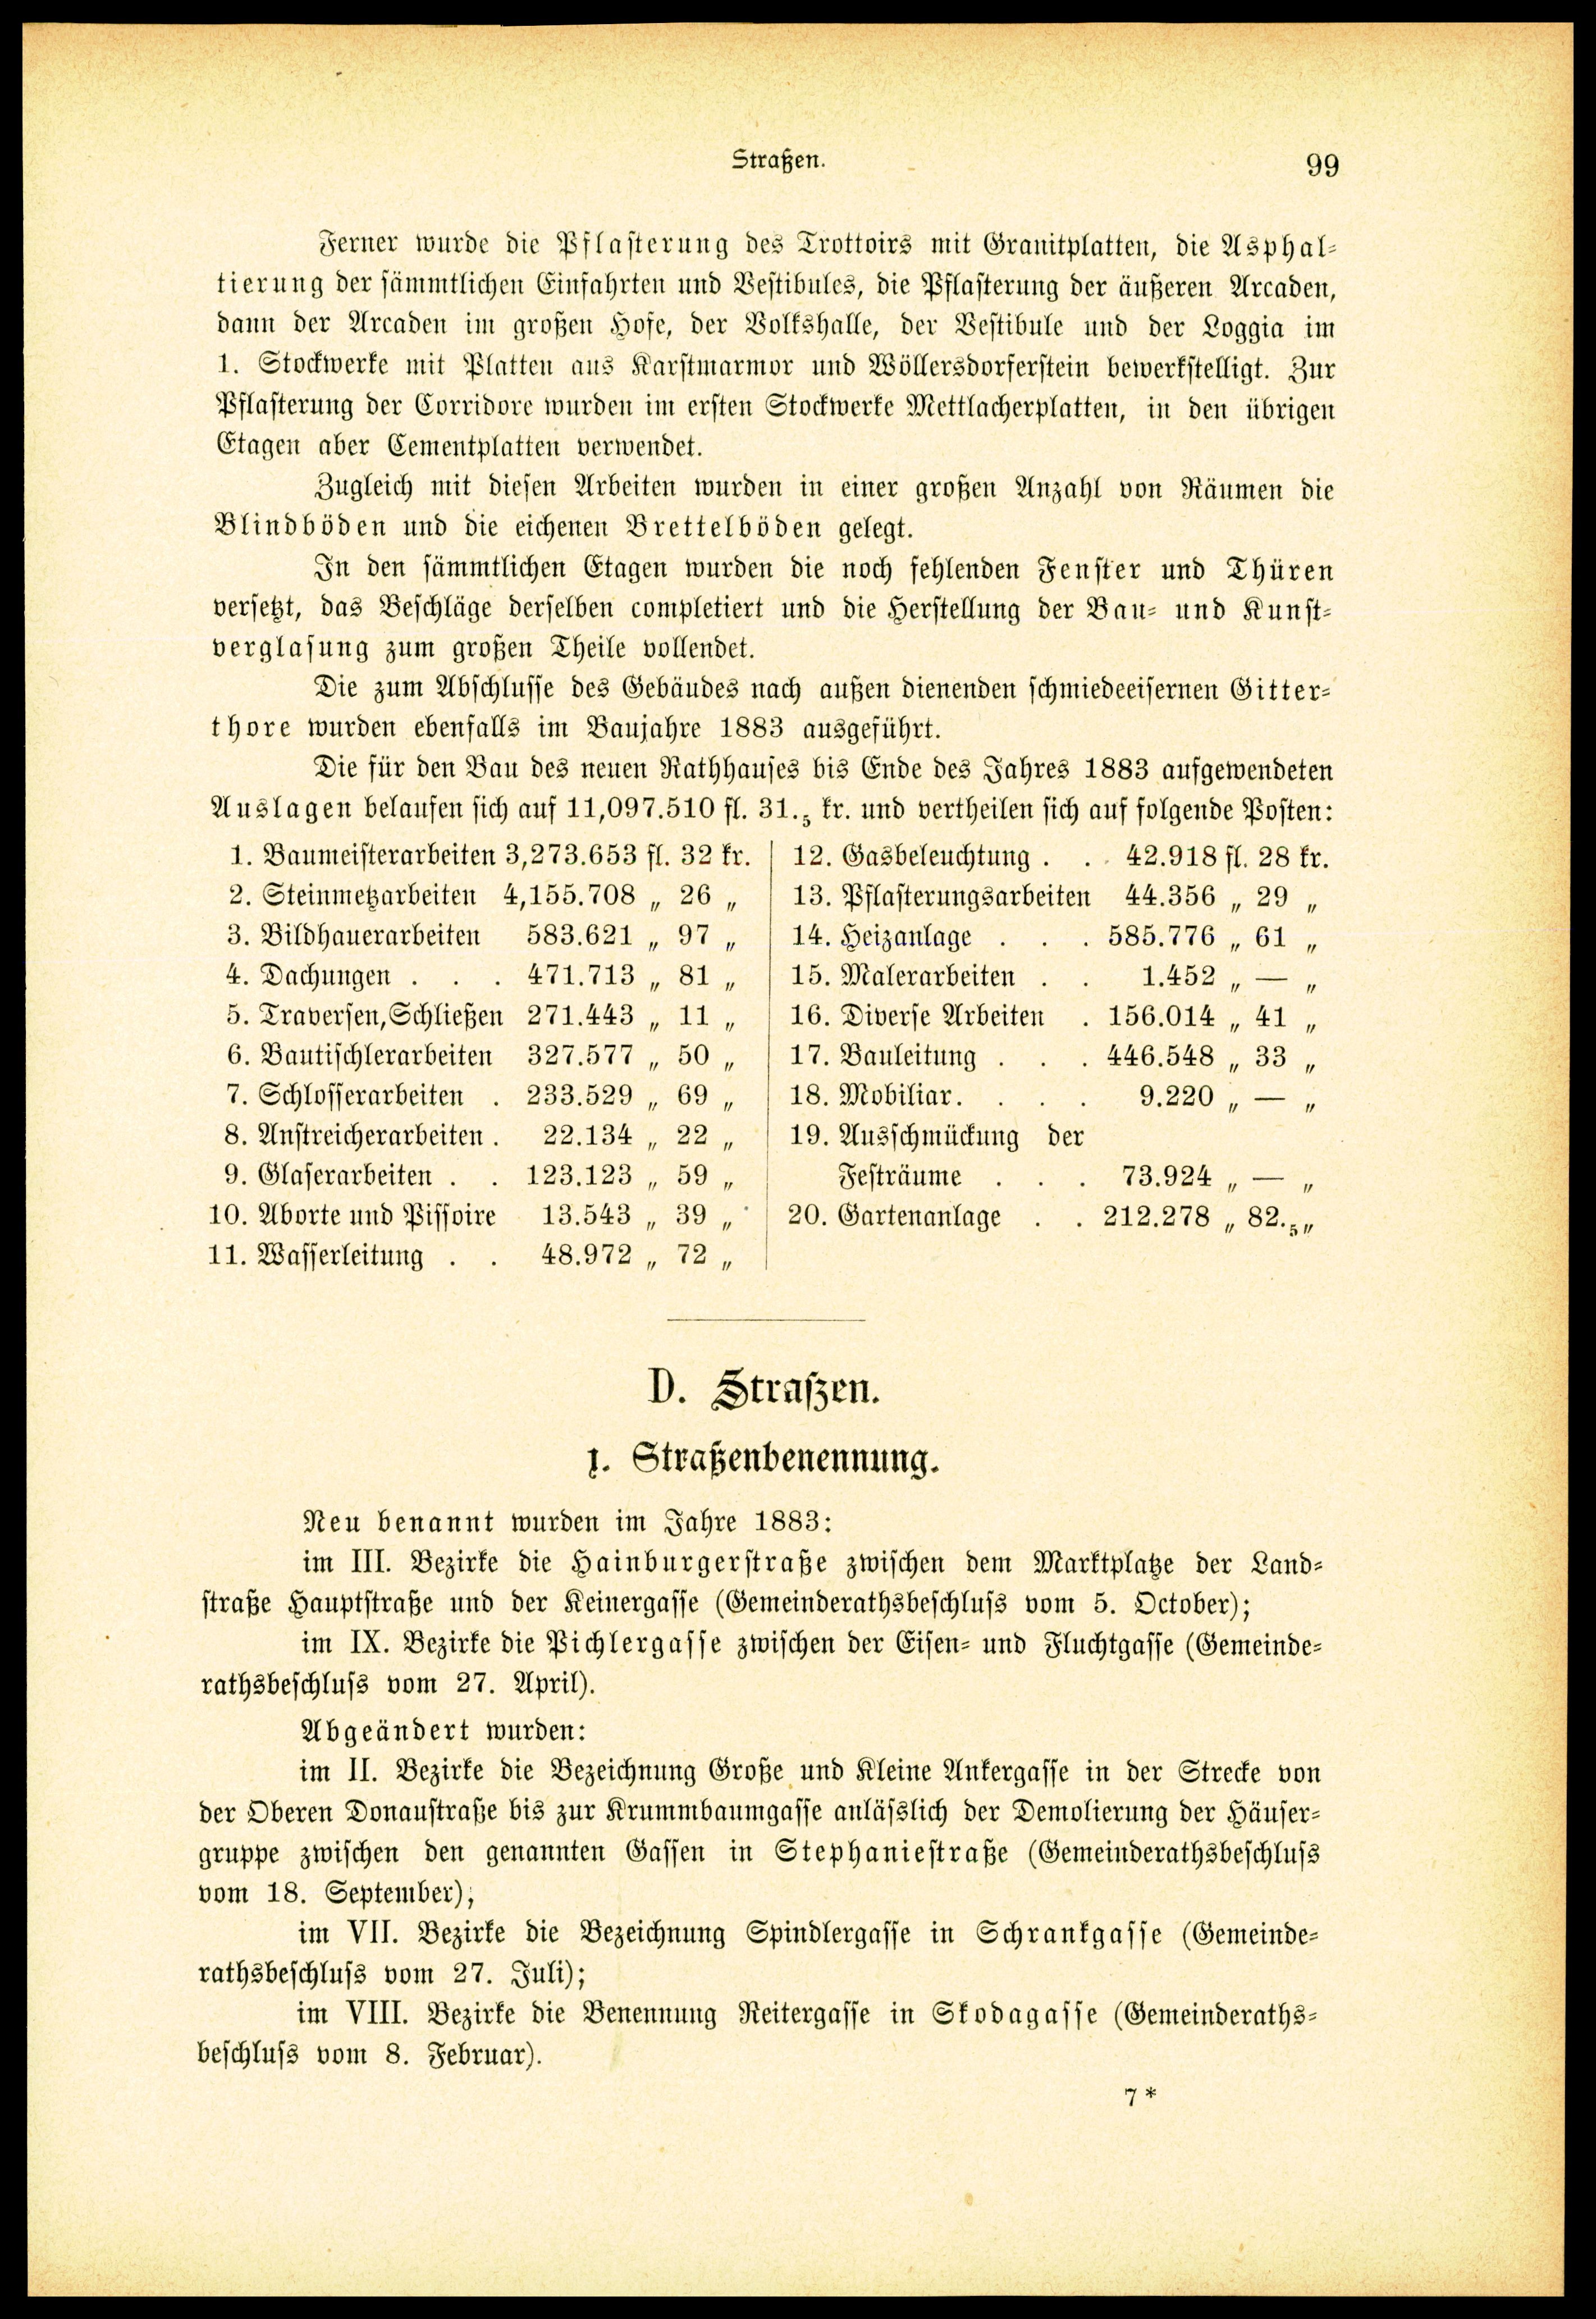 Straßen.
99
Ferner wurde die Pflasterung des Trottoirs mit Granitplatten, die Asphal-
tierung der sämmtlichen Einfahrten und Vestibules, die Pflasterung der äußeren Arcaden,
dann der Arcaden im großen Hofe, der Volkshalle, der Vestibule und der Loggia im
1. Stockwerke mit Platten aus Karstmarmor und Wöllersdorferstein bewerkstelligt. Zur
Pflasterung der Corridore wurden im ersten Stockwerke Mettlacherplatten, in den übrigen
Etagen aber Cementplatten verwendet.
Zugleich mit diesen Arbeiten wurden in einer großen Anzahl von Räumen die
Blindböden und die eichenen Brettelböden gelegt.
In den sämmtlichen Etagen wurden die noch fehlenden Fenster und Thüren
versetzt, das Beschläge derselben completiert und die Herstellung der Bau- und Kunst-
verglasung zum großen Theile vollendet.
Die zum Abschlusse des Gebäudes nach außen dienenden schmiedeeisernen Gitter-
thore wurden ebenfalls im Baujahre 1883 ausgeführt.
Die für den Bau des neuen Rathhauses bis Ende des Jahres 1883 aufgewendeten
Auslagen belaufen sich auf 11,097.510 fl. 31.₅ kr. und vertheilen sich auf folgende Posten:
1. Baumeisterarbeiten 3,273.653 fl. 32 kr.
2. Steinmetzarbeiten 4,155.708 „ 26 „
3. Bildhauerarbeiten 583.621 „ 97 „
4. Dachungen . . . 471.713 „ 81 „
5. Traversen, Schließen 271.443 „ 11 „
6. Bautischlerarbeiten 327.577 „ 50 „
7. Schlosserarbeiten . 233.529 „ 69 „
8. Anstreicherarbeiten . 22.134 „ 22 „
9. Glaserarbeiten . . 123.123 „ 59 „
10. Aborte und Pissoire 13.543 „ 39 „
11. Wasserleitung . . 48.972 „ 72 „
12. Gasbeleuchtung . . 42.918 fl. 28 kr.
13. Pflasterungsarbeiten 44.356 „ 29 „
14. Heizanlage . . . 585.776 „ 61 „
15. Malerarbeiten . . 1.452 „ — „
16. Diverse Arbeiten . 156.014 „ 41 „
17. Bauleitung . . . 446.548 „ 33 „
18. Mobiliar. . . . 9.220 „ — „
19. Ausschmückung der
Festräume . . . 73.924 „ — „
20. Gartenanlage . . 212.278 „ 82.₅ „
D. Straßen.
1. Straßenbenennung.
Neu benannt wurden im Jahre 1883:
im III. Bezirke die Hainburgerstraße zwischen dem Marktplatze der Land-
straße Hauptstraße und der Keinergasse (Gemeinderathsbeschluss vom 5. October);
im IX. Bezirke die Pichlergasse zwischen der Eisen- und Fluchtgasse (Gemeinde-
rathsbeschluss vom 27. April).
Abgeändert wurden:
im II. Bezirke die Bezeichnung Große und Kleine Ankergasse in der Strecke von
der Oberen Donaustraße bis zur Krummbaumgasse anlässlich der Demolierung der Häuser-
gruppe zwischen den genannten Gassen in Stephaniestraße (Gemeinderathsbeschluss
vom 18. September);
im VII. Bezirke die Bezeichnung Spindlergasse in Schrankgasse (Gemeinde-
rathsbeschluss vom 27. Juli);
im VIII. Bezirke die Benennung Reitergasse in Skodagasse (Gemeinderaths-
beschluss vom 8. Februar).
7*